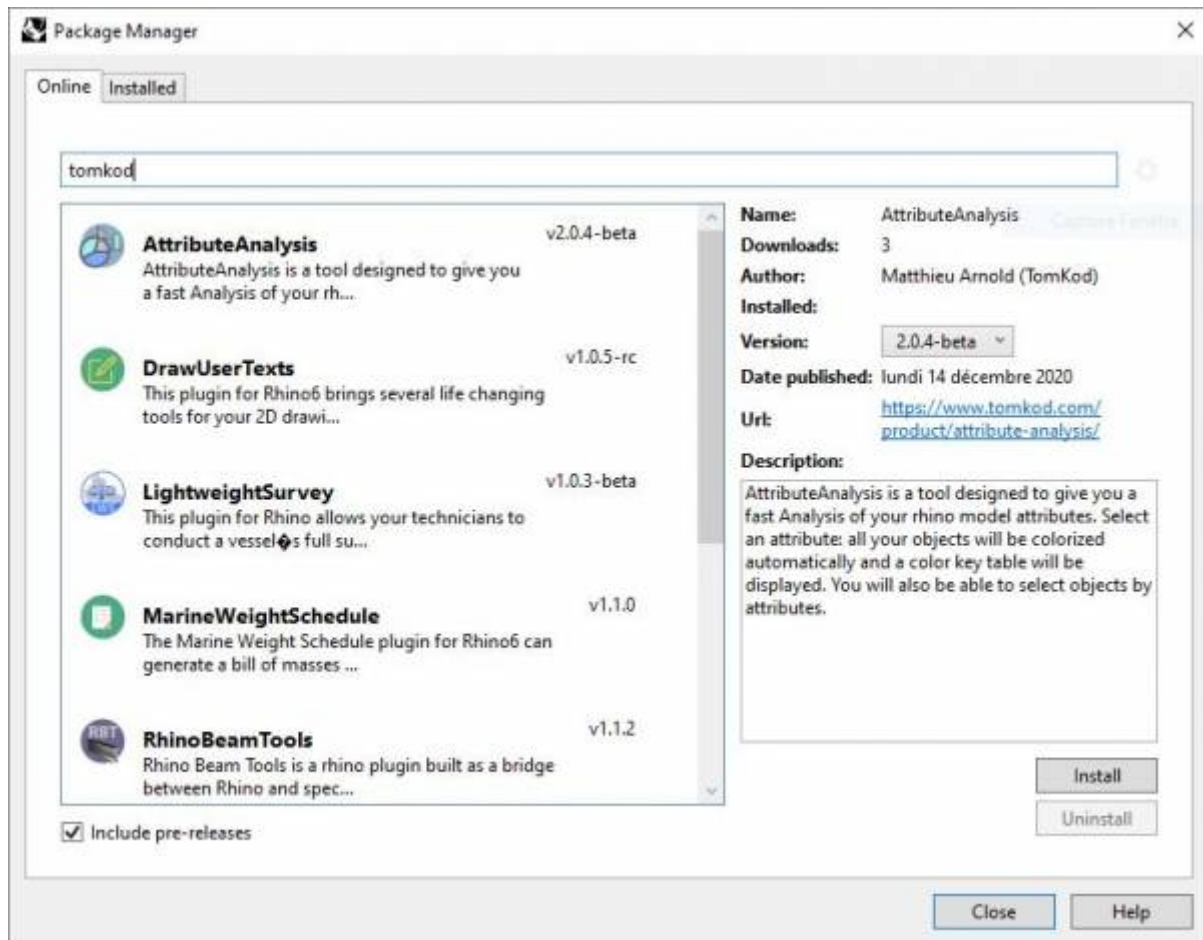 Package Manager
Online
Installed
tomkod
AttributeAnalysis
v2.0.4-beta
AttributeAnalysis is a tool designed to give you
a fast Analysis of your rh...
DrawUserTexts
v1.0.5-rc
This plugin for Rhino6 brings several life changing
tools for your 2D drawi...
LightweightSurvey
v1.0.3-beta
This plugin for Rhino allows your technicians to
conduct a vessel�s full su...
MarineWeightSchedule
v1.1.0
The Marine Weight Schedule plugin for Rhino6 can
generate a bill of masses ...
RBT
RhinoBeamTools
v1.1.2
Rhino Beam Tools is a rhino plugin built as a bridge
between Rhino and spec...
Include pre-releases
Name: AttributeAnalysis
Downloads: 3
Author: Matthieu Arnold (TomKod)
Installed:
Version: 2.0.4-beta
Date published: lundi 14 décembre 2020
Url: https://www.tomkod.com/
product/attribute-analysis/
Description:
AttributeAnalysis is a tool designed to give you a
fast Analysis of your rhino model attributes. Select
an attribute: all your objects will be colorized
automatically and a color key table will be
displayed. You will also be able to select objects by
attributes.
Install
Uninstall
Close
Help